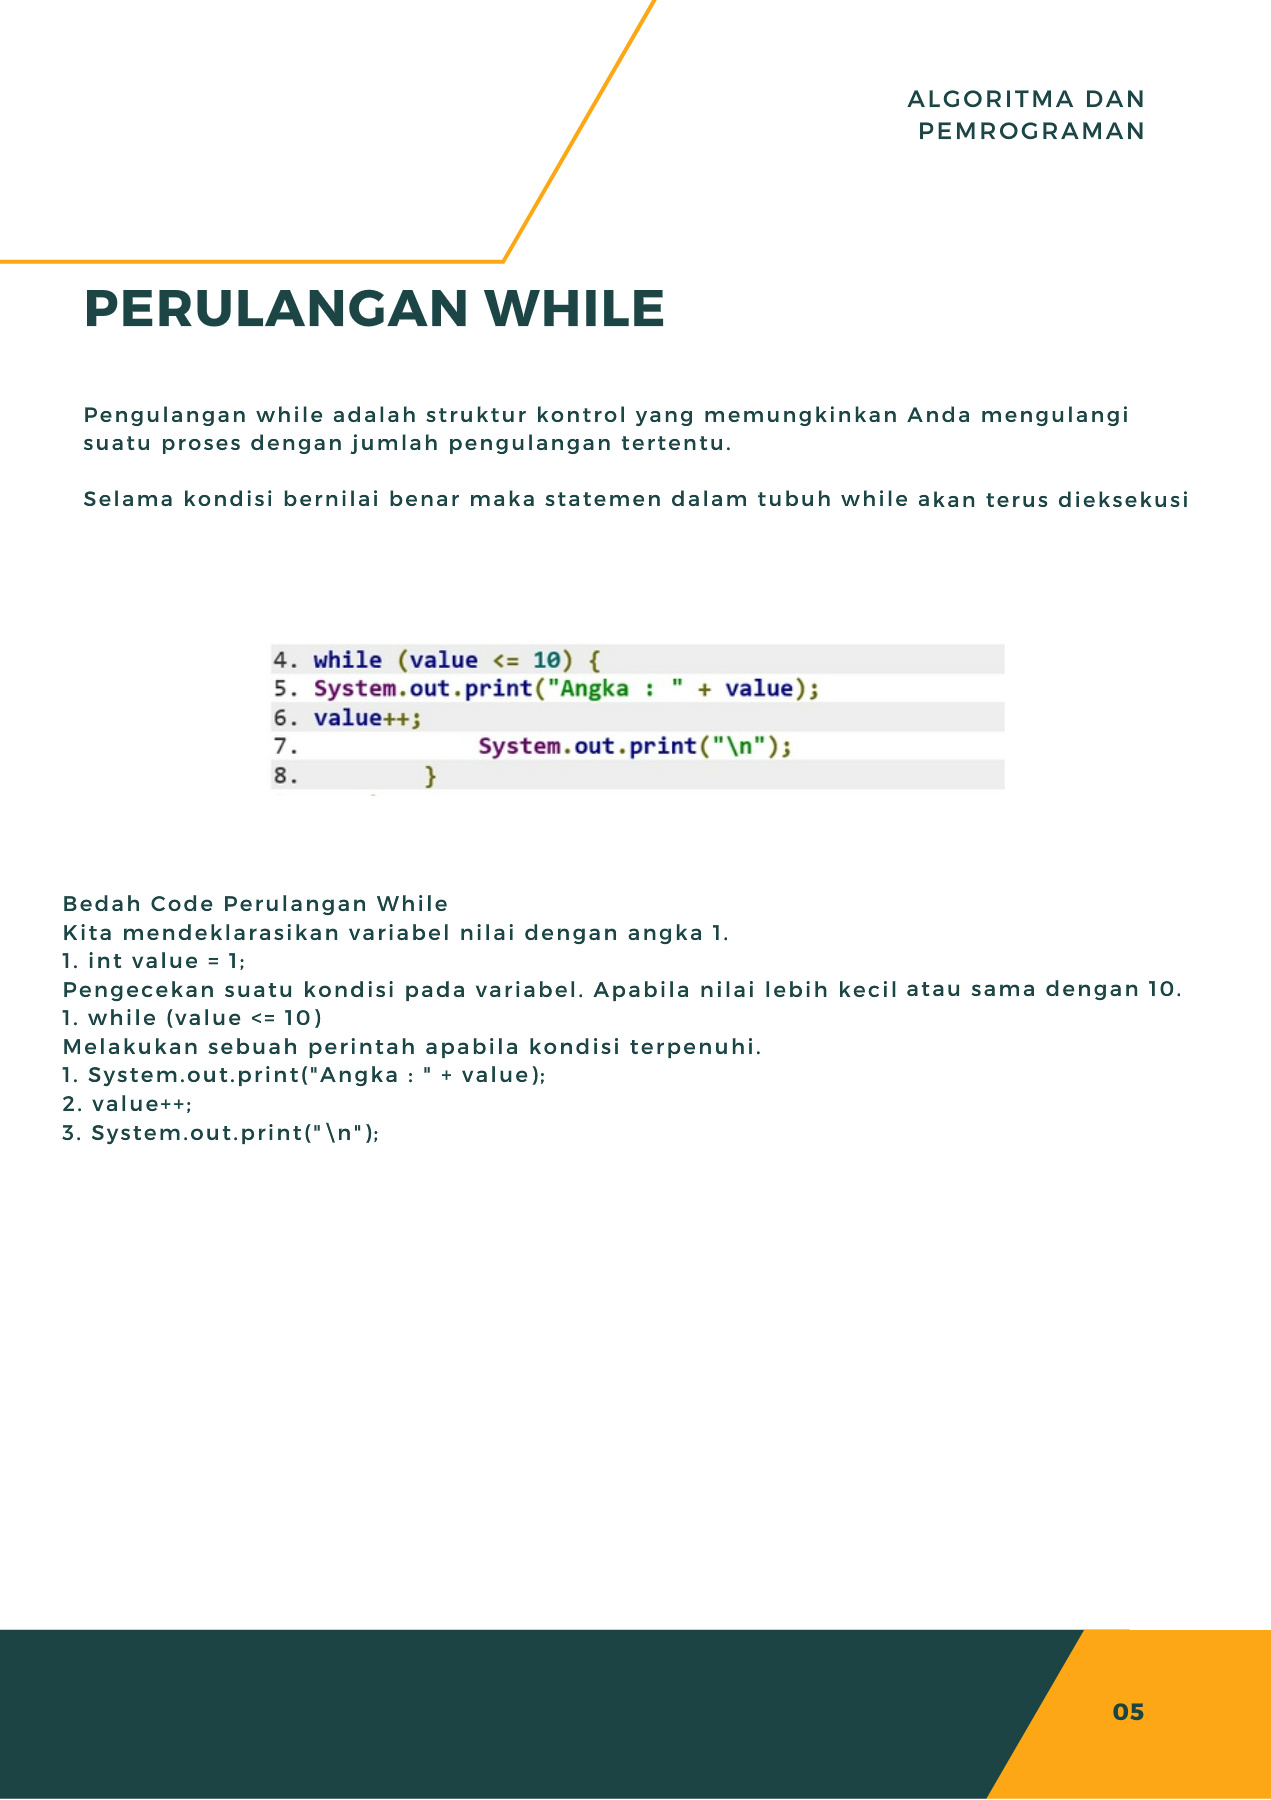 ALGORITMA DAN
PEMROGRAMAN
PERULANGAN WHILE
Pengulangan while adalah struktur kontrol yang memungkinkan Anda mengulangi
suatu proses dengan jumlah pengulangan tertentu.
Selama kondisi bernilai benar maka statemen dalam tubuh while akan terus dieksekusi
4. while (value <= 10) {
5. System.out.print("Angka : " + value);
6. value++;
7. System.out.print("\n");
8. }
Bedah Code Perulangan While
Kita mendeklarasikan variabel nilai dengan angka 1.
1. int value = 1;
Pengecekan suatu kondisi pada variabel. Apabila nilai lebih kecil atau sama dengan 10.
1. while (value <= 10)
Melakukan sebuah perintah apabila kondisi terpenuhi.
1. System.out.print("Angka : " + value);
2. value++;
3. System.out.print("\n");
05